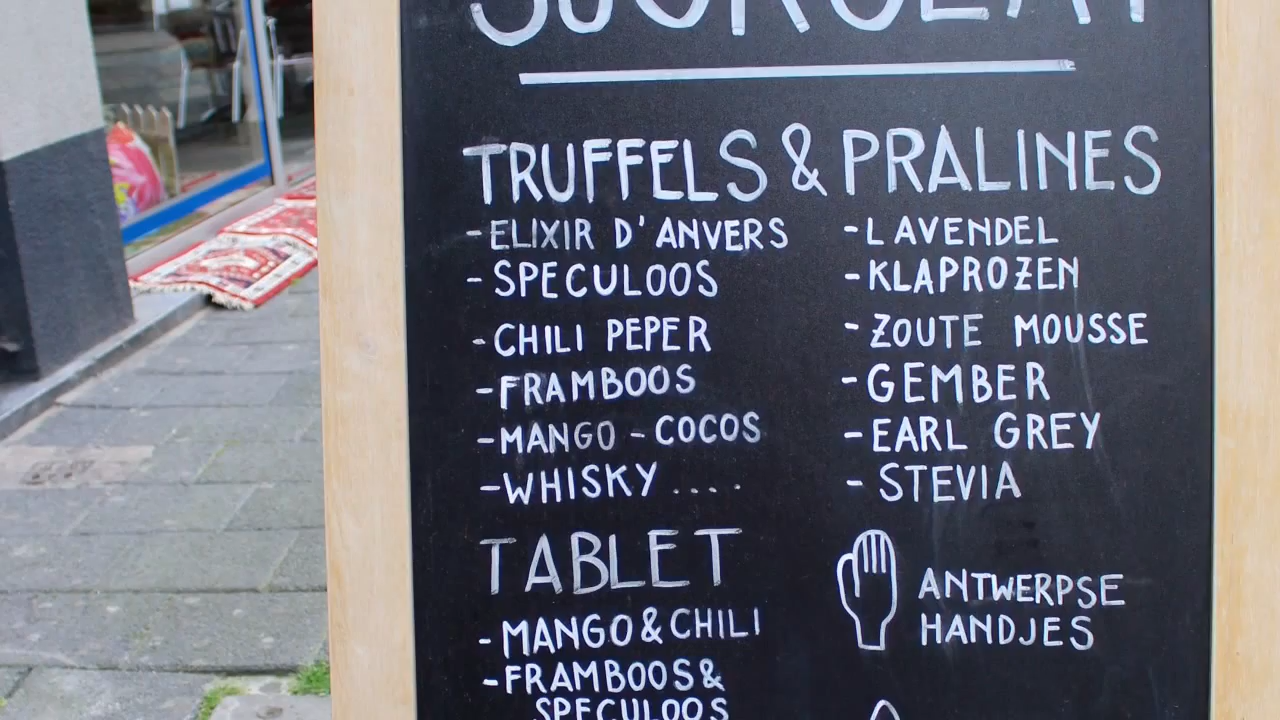 TRUFFELS & PRALINES
- ELIXIR D'ANVERS
- SPECULOOS
- CHILI PEPER
- FRAMBOOS
- MANGO - COCOS
- WHISKY ....
- LAVENDEL
- KLAPROZEN
- ZOUTE MOUSSE
- GEMBER
- EARL GREY
- STEVIA
TABLET
- MANGO & CHILI
- FRAMBOOS &
SPECULOOS
ANTWERPSE
HANDJES